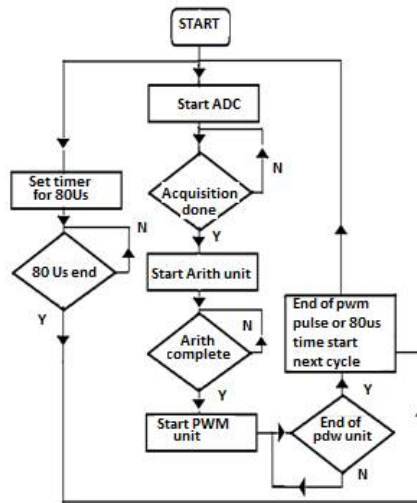 START
Start ADC
N
Acquisition
done
Y
Set timer
for 80Us
N
80 Us end
Y
Start Arith unit
N
Arith
complete
Y
Start PWM
unit
End of pwm
pulse or 80us
time start
next cycle
Y
End of
pdw unit
N